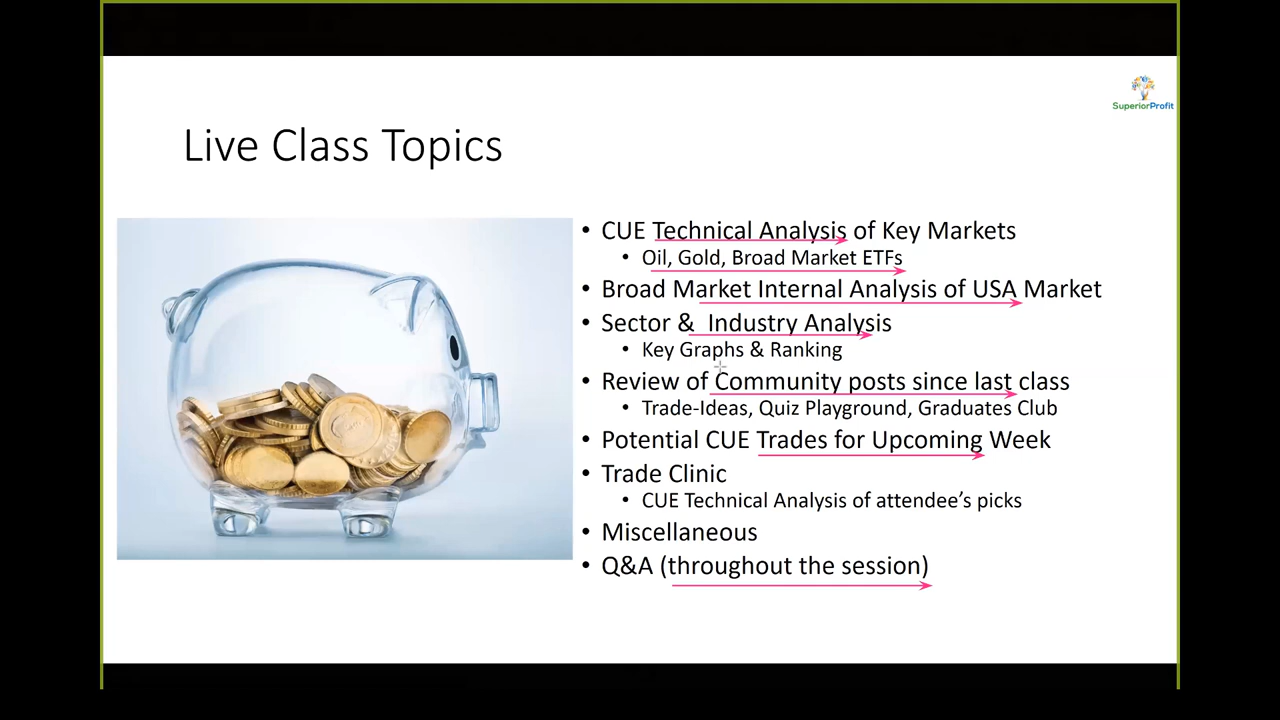 SuperiorProfit
Live Class Topics
• CUE Technical Analysis of Key Markets
• Oil, Gold, Broad Market ETFs
• Broad Market Internal Analysis of USA Market
• Sector & Industry Analysis
• Key Graphs & Ranking
• Review of Community posts since last class
• Trade-Ideas, Quiz Playground, Graduates Club
• Potential CUE Trades for Upcoming Week
• Trade Clinic
• CUE Technical Analysis of attendee's picks
• Miscellaneous
• Q&A (throughout the session)